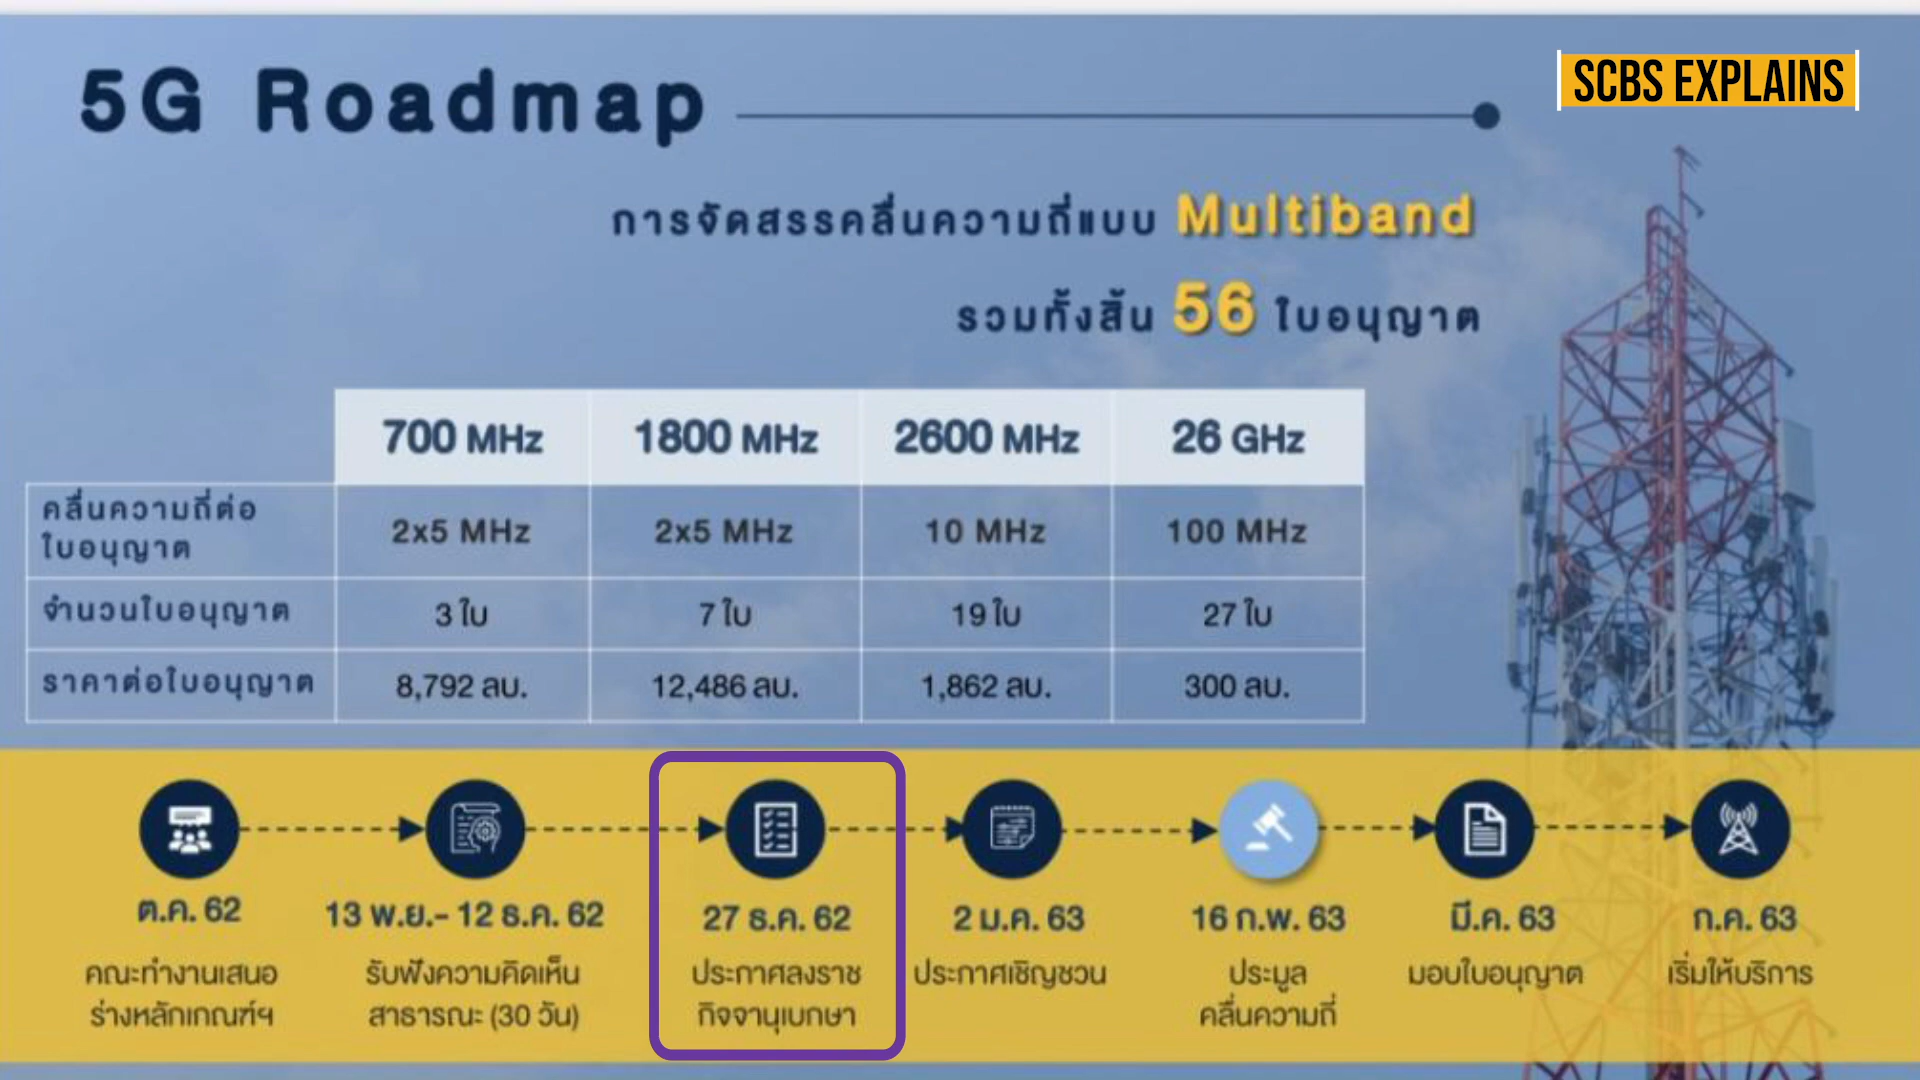 5G Roadmap
SCBS EXPLAINS
การจัดสรรคลื่นความถี่แบบ Multiband
รวมทั้งสิ้น 56 ใบอนุญาต
700 MHz 1800 MHz 2600 MHz 26 GHz
คลื่นความถี่ต่อ
ใบอนุญาต
2x5 MHz 2x5 MHz 10 MHz 100 MHz
จำนวนใบอนุญาต 3 ใบ 7 ใบ 19 ใบ 27 ใบ
ราคาต่อใบอนุญาต 8,792 ลบ. 12,486 ลบ. 1,862 ลบ. 300 ลบ.
ต.ค. 62
คณะทำงานเสนอ
ร่างหลักเกณฑ์ฯ
13 พ.ย.- 12 ธ.ค. 62
รับฟังความคิดเห็น
สาธารณะ (30 วัน)
27 ธ.ค. 62
ประกาศลงราช
กิจจานุเบกษา
2 ม.ค. 63
ประกาศเชิญชวน
16 ก.พ. 63
ประมูล
คลื่นความถี่
มี.ค. 63
มอบใบอนุญาต
ก.ค. 63
เริ่มให้บริการ